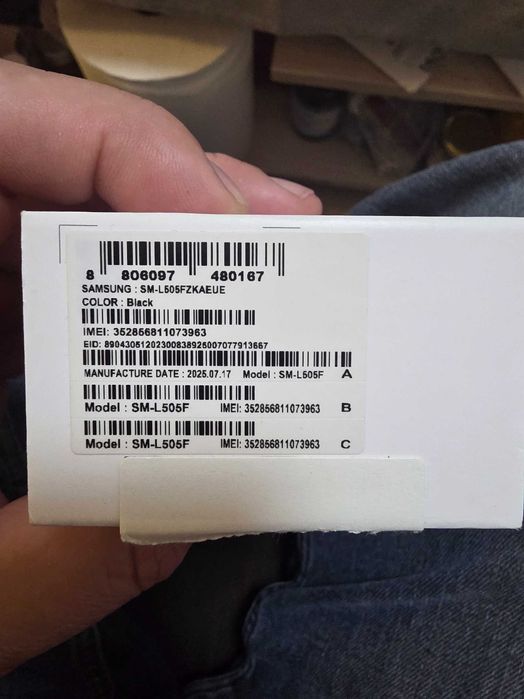 8 806097 480167
SAMSUNG : SM-L505FZKAEUE
COLOR : Black
IMEI: 352856811073963
EID: 89043051202300838925007077913667
MANUFACTURE DATE : 2025.07.17 Model : SM-L505F A
Model : SM-L505F IMEI: 352856811073963 B
Model : SM-L505F IMEI: 352856811073963 C